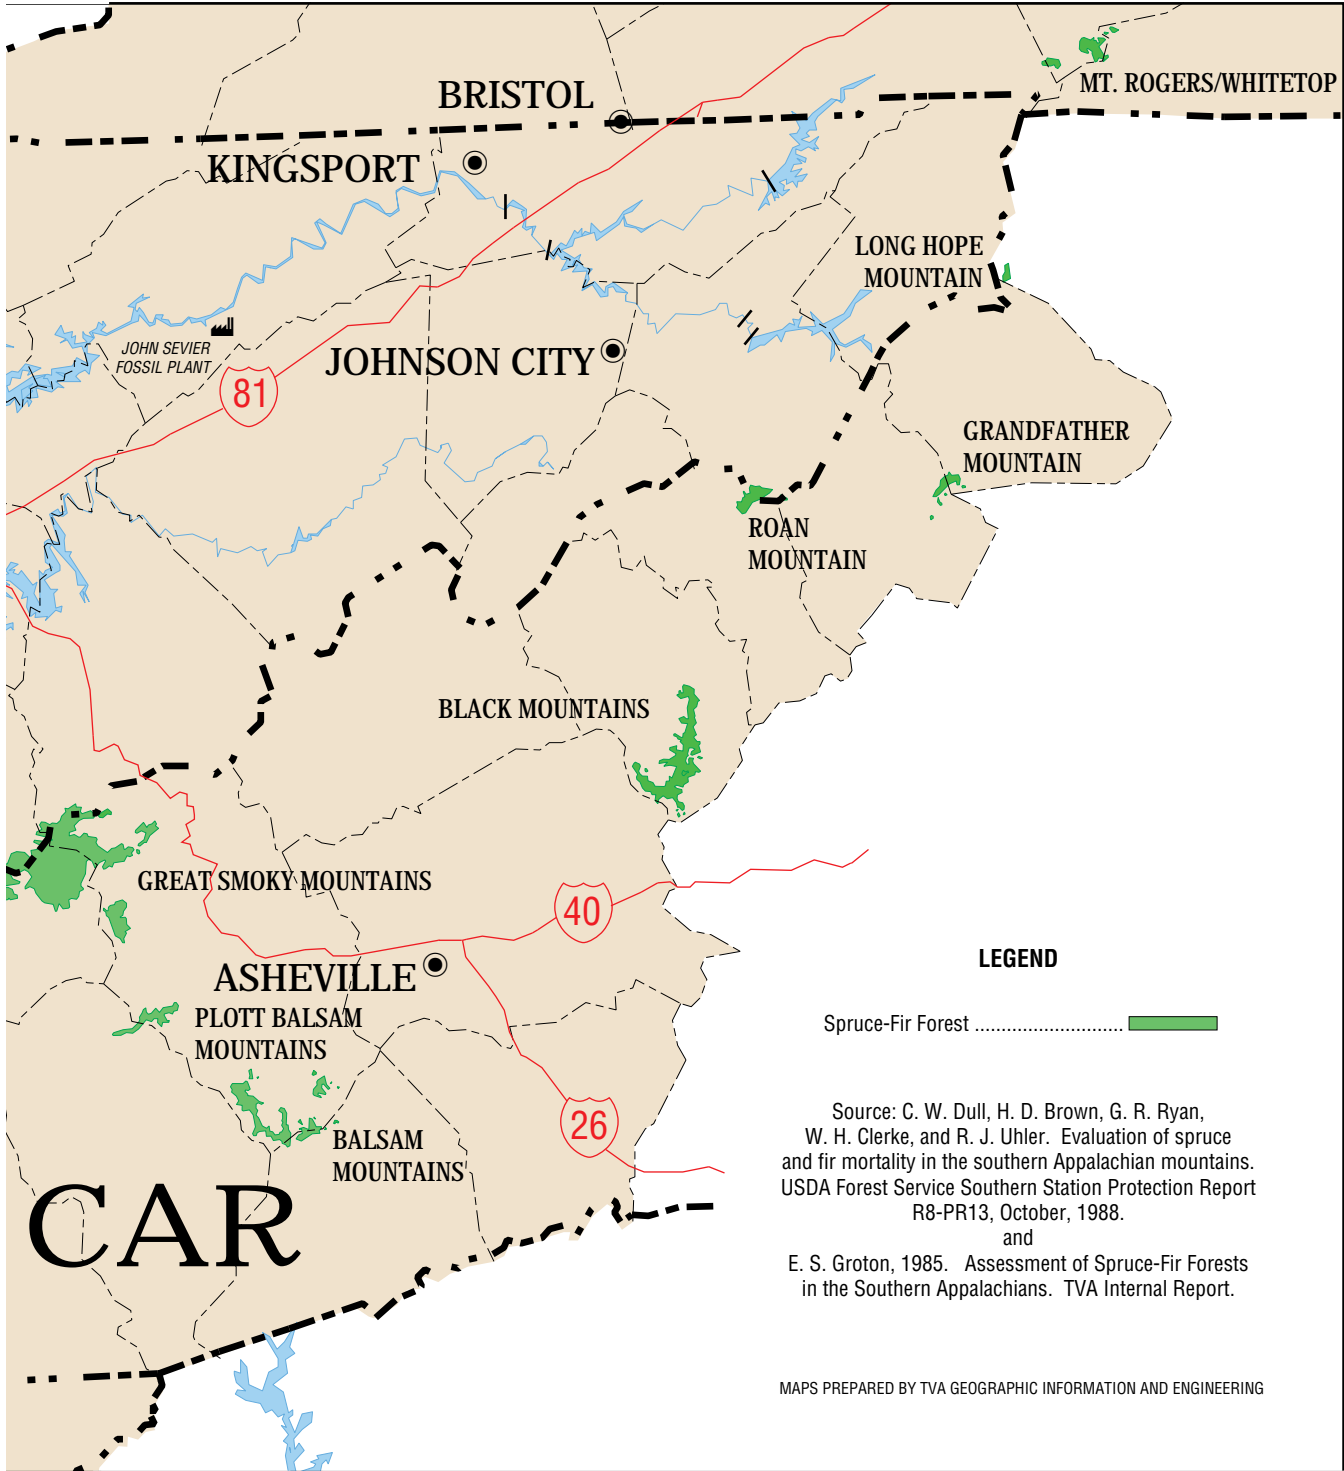 MT. ROGERS/WHITETOP
BRISTOL
KINGSPORT
LONG HOPE
MOUNTAIN
JOHN SEVIER
FOSSIL PLANT
JOHNSON CITY
81
GRANDFATHER
MOUNTAIN
ROAN
MOUNTAIN
BLACK MOUNTAINS
GREAT SMOKY MOUNTAINS
40
ASHEVILLE
PLOTT BALSAM
MOUNTAINS
26
BALSAM
MOUNTAINS
CAR
LEGEND
Spruce-Fir Forest ............................
Source: C. W. Dull, H. D. Brown, G. R. Ryan,
W. H. Clerke, and R. J. Uhler. Evaluation of spruce
and fir mortality in the southern Appalachian mountains.
USDA Forest Service Southern Station Protection Report
R8-PR13, October, 1988.
and
E. S. Groton, 1985. Assessment of Spruce-Fir Forests
in the Southern Appalachians. TVA Internal Report.
MAPS PREPARED BY TVA GEOGRAPHIC INFORMATION AND ENGINEERING